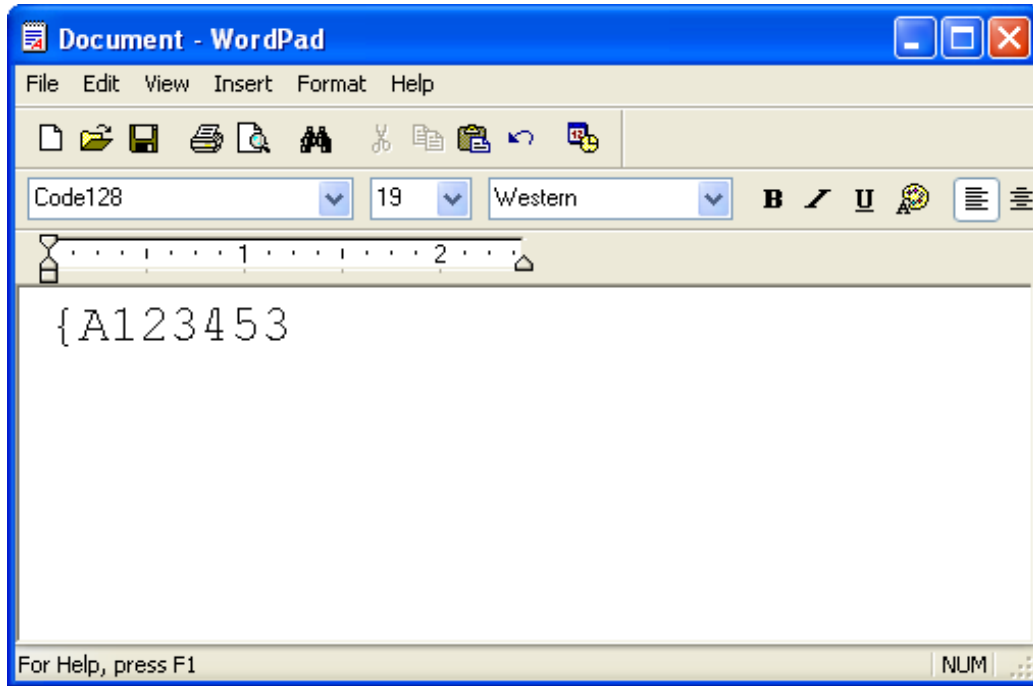 Document - WordPad
File Edit View Insert Format Help
Code128 19 Western B / U A
1 2
{A123453
For Help, press F1 NUM